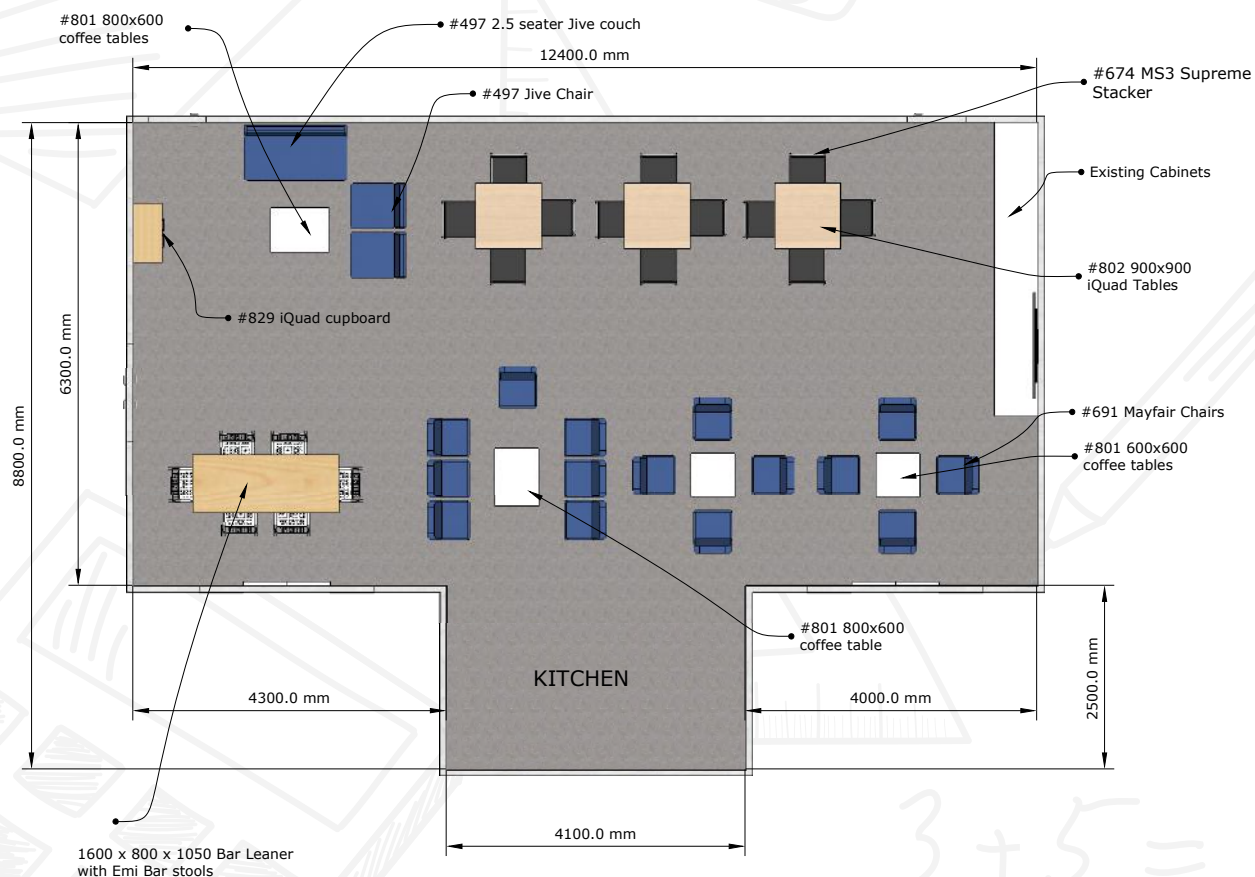 #801 800x600
coffee tables
#497 2.5 seater Jive couch
12400.0 mm
#674 MS3 Supreme
Stacker
#497 Jive Chair
Existing Cabinets
#802 900x900
iQuad Tables
#829 iQuad cupboard
6300.0 mm
8800.0 mm
#691 Mayfair Chairs
#801 600x600
coffee tables
#801 800x600
coffee table
KITCHEN
4300.0 mm
4000.0 mm
2500.0 mm
4100.0 mm
1600 x 800 x 1050 Bar Leaner
with Emi Bar stools
3 + 5 =